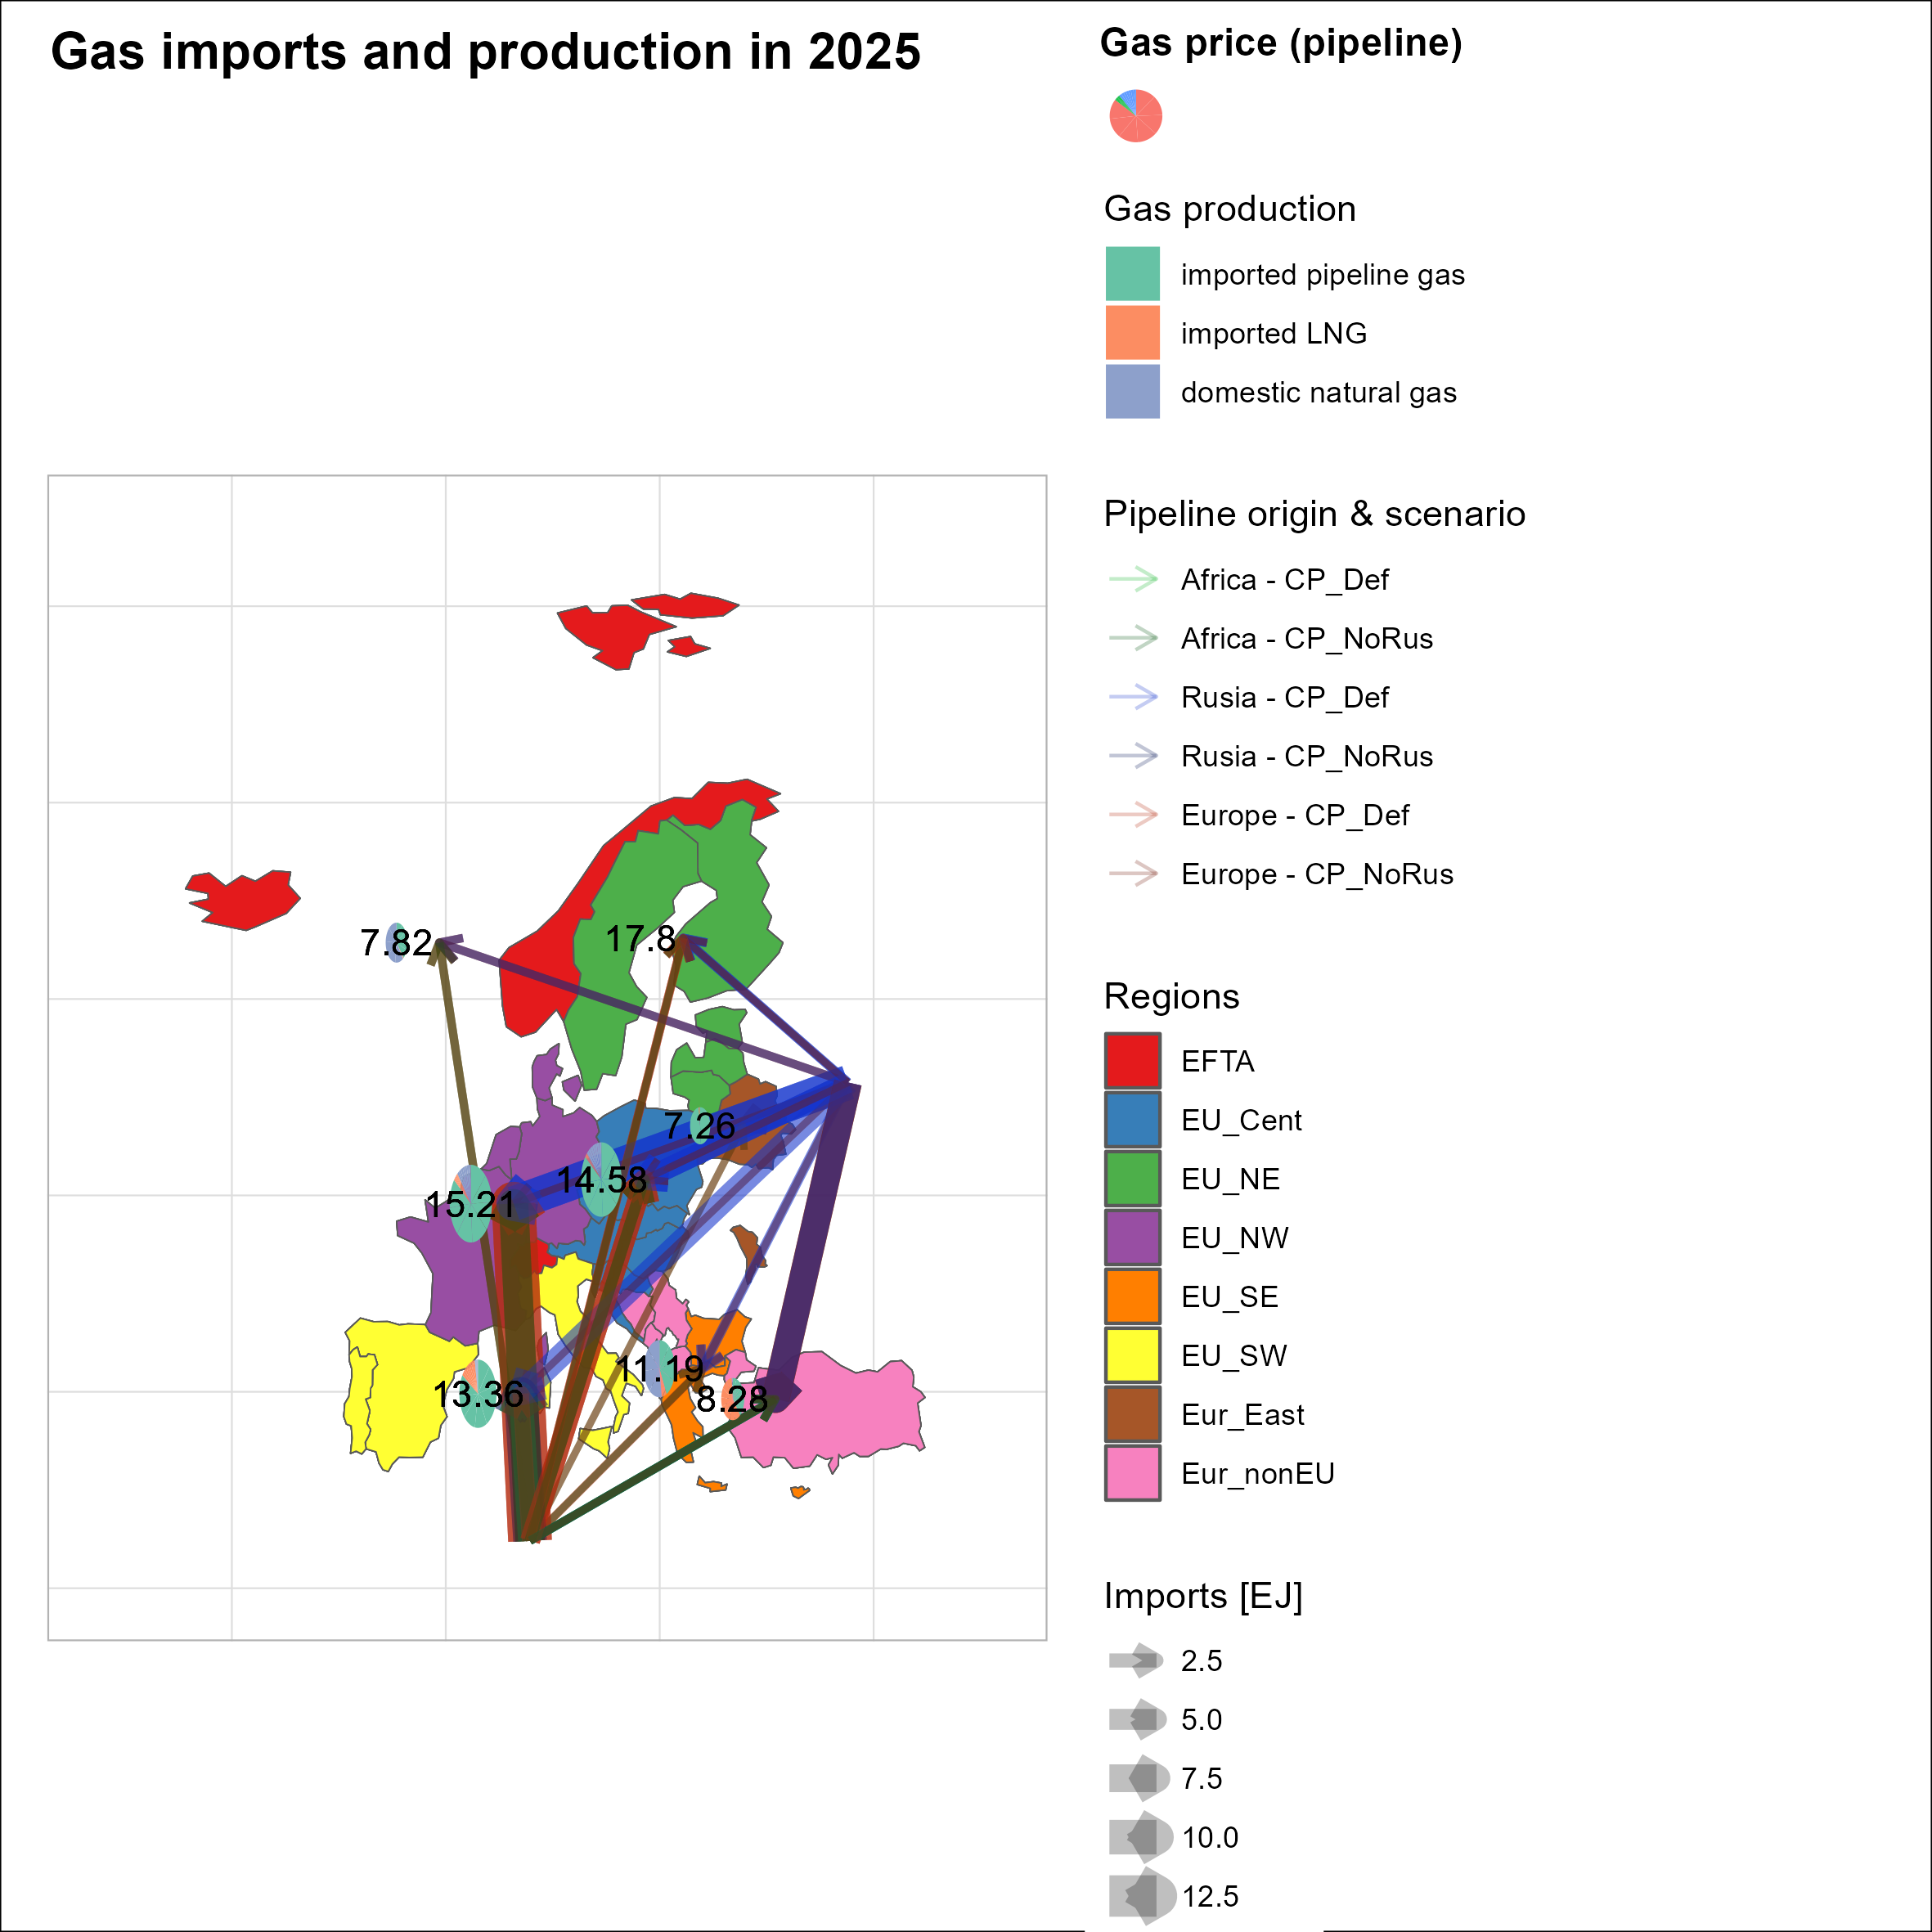 Gas imports and production in 2025
7.82
17.8
7.26
14.58
15.21
11.19
13.36
8.28
Gas price (pipeline)
Gas production
imported pipeline gas
imported LNG
domestic natural gas
Pipeline origin & scenario
Africa - CP_Def
Africa - CP_NoRus
Rusia - CP_Def
Rusia - CP_NoRus
Europe - CP_Def
Europe - CP_NoRus
Regions
EFTA
EU_Cent
EU_NE
EU_NW
EU_SE
EU_SW
Eur_East
Eur_nonEU
Imports [EJ]
2.5
5.0
7.5
10.0
12.5